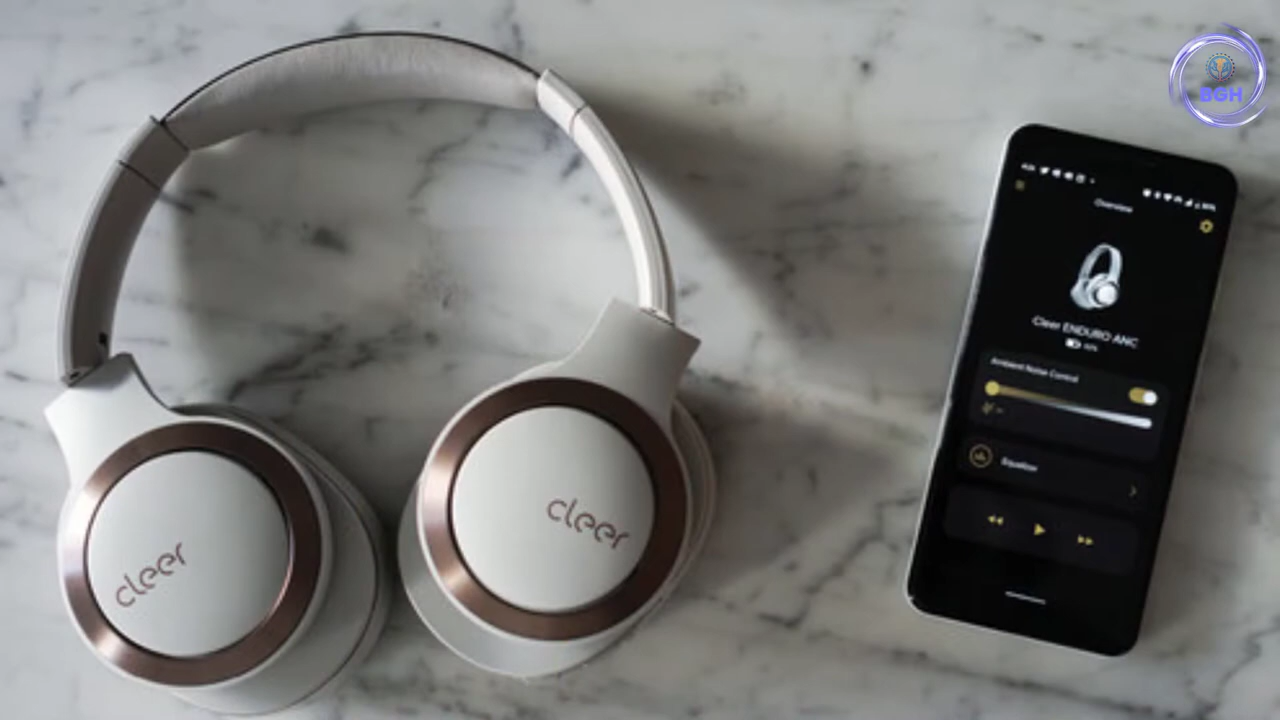 BGH
Overview
Cleer ENDURO ANC
Ambient Noise Control
Equalizer
cleer
cleer